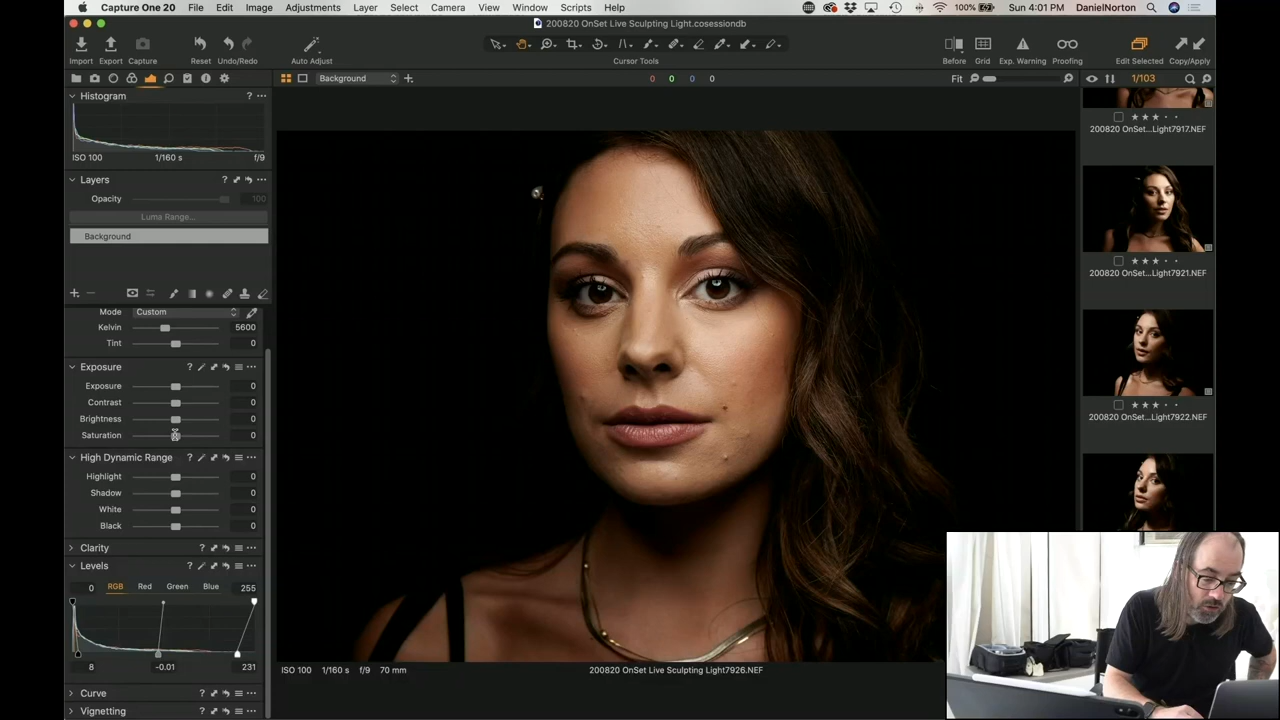 Capture One 20 File Edit Image Adjustments Layer Select Camera View Window Scripts Help 100% Sun 4:01 PM DanielNorton
200820 OnSet Live Sculpting Light.cosessiondb
Import Export Capture Reset Undo/Redo Auto Adjust Cursor Tools Before Grid Exp. Warning Proofing Edit Selected Copy/Apply
Background 0 0 0 0 Fit 1/103
Histogram ?
ISO 100 1/160 s f/9
Layers ?
Opacity 100
Luma Range...
Background
Mode Custom
Kelvin 5600
Tint 0
Exposure ?
Exposure 0
Contrast 0
Brightness 0
Saturation 0
High Dynamic Range ?
Highlight 0
Shadow 0
White 0
Black 0
Clarity ?
Levels ?
0 RGB Red Green Blue 255
8 -0.01 231
Curve ?
Vignetting ?
ISO 100 1/160 s f/9 70 mm 200820 OnSet Live Sculpting Light7926.NEF
200820 OnSet...Light7917.NEF
200820 OnSet...Light7921.NEF
200820 OnSet...Light7922.NEF